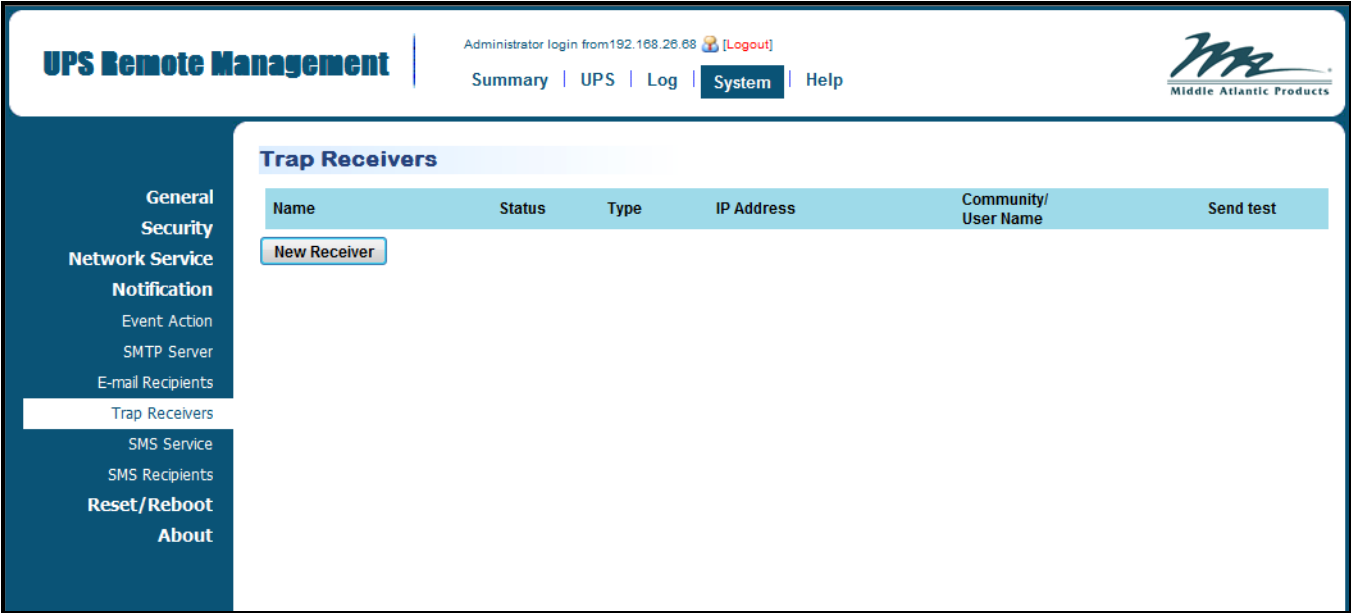 UPS Remote Management
Administrator login from192.168.26.68 [Logout]
Summary | UPS | Log | System | Help
Middle Atlantic Products
General
Security
Network Service
Notification
Event Action
SMTP Server
E-mail Recipients
Trap Receivers
SMS Service
SMS Recipients
Reset/Reboot
About
Trap Receivers
Name Status Type IP Address Community/ User Name Send test
New Receiver